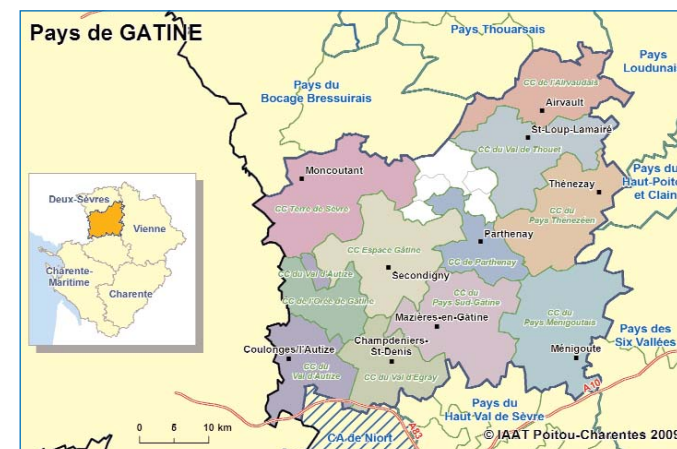 Pays de GATINE
Pays Thouarsais
Pays
Loudunai
Pays du
Bocage Bressuirais
CC de l'Airvaudais
Airvault
St-Loup-Lamairé
CC du Val de Thouet
Moncoutant
Thénezay
Pays du
Haut-Poito
et Clain
CC Terre de Sèvre
CC du
Pays Thénezéen
Deux-Sèvres
Vienne
Charente-
Maritime
Charente
Parthenay
CC Espace Gâtine
CC de Parthenay
CC du Val d'Autize
Secondigny
CC de l'Orée de Gâtine
CC du
Pays Sud-Gatine
CC du
Pays Ménigoutais
Mazières-en-Gatine
Coulonges/l'Autize
Champdeniers-
St-Denis
Ménigoute
Pays des
Six Vallées
CC du
Val d'Autize
CC du Val d'Egray
A10
Pays du
Haut Val de Sèvre
0 5 10 km
CA de Niort
A83
© IAAT Poitou-Charentes 2009